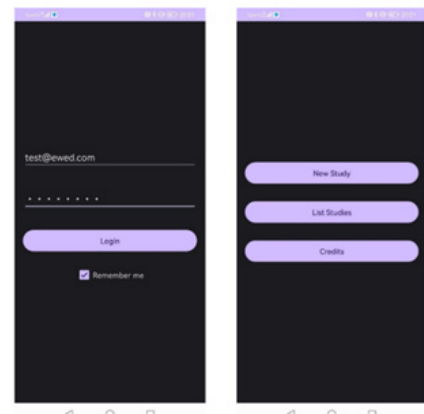 test@ewed.com
• • • • • • • •
Login
Remember me
New Study
List Studies
Credits